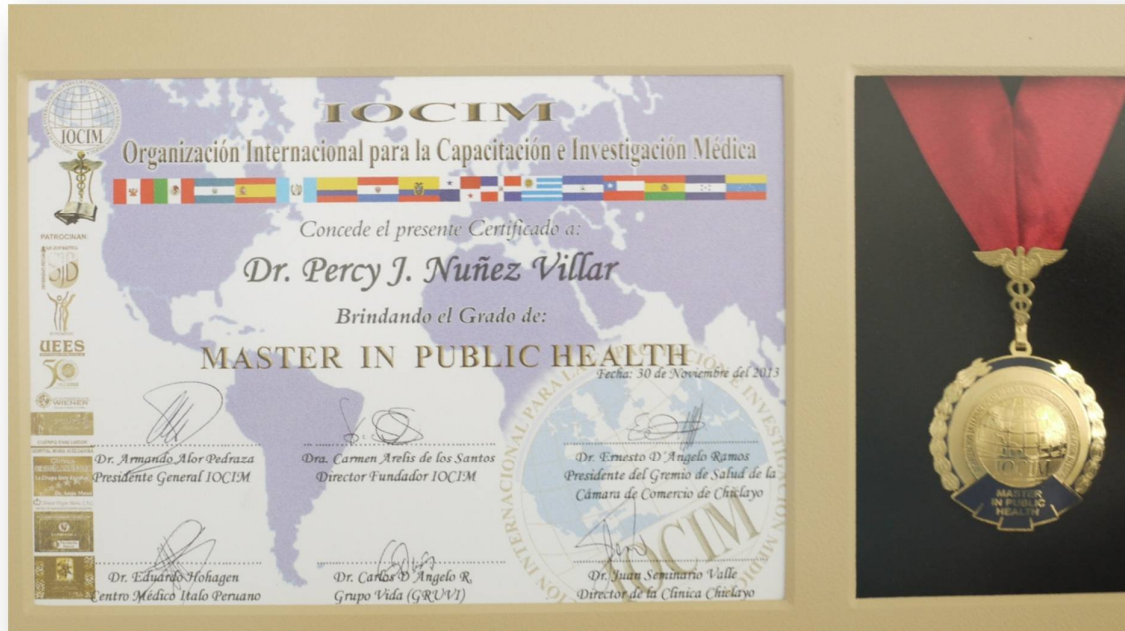 IOCIM
IOCIM
Organización Internacional para la Capacitación e Investigación Médica
Concede el presente Certificado a:
Dr. Percy J. Nuñez Villar
Brindando el Grado de:
MASTER IN PUBLIC HEALTH
Fecha: 30 de Noviembre del 2013
PATROCINAN:
UEES
50
WIENER
Dr. Armando Alor Pedraza
Presidente General IOCIM
Dra. Carmen Arelis de los Santos
Director Fundador IOCIM
Dr. Ernesto D'Angelo Ramos
Presidente del Gremio de Salud de la
Cámara de Comercio de Chiclayo
Dr. Eduardo Hohagen
Centro Médico Italo Peruano
Dr. Carlos D'Angelo R.
Grupo Vida (GRUVI)
Dr. Juan Seminario Valle
Director de la Clinica Chiclayo
IOCIM
IOCIM
MASTER
IN PUBLIC
HEALTH